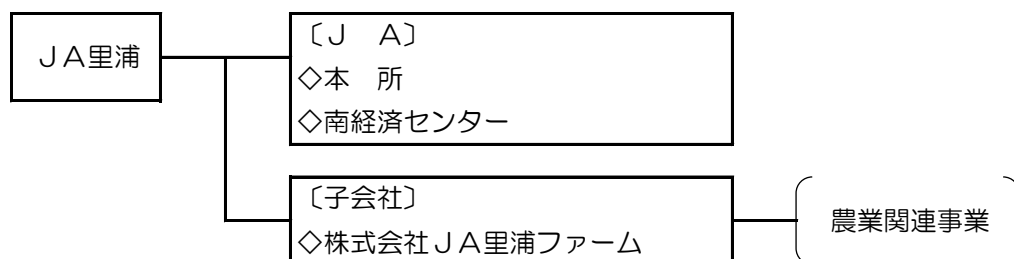 ＪＡ里浦
〔Ｊ　Ａ〕
◇本　所
◇南経済センター
〔子会社〕
◇株式会社ＪＡ里浦ファーム
農業関連事業